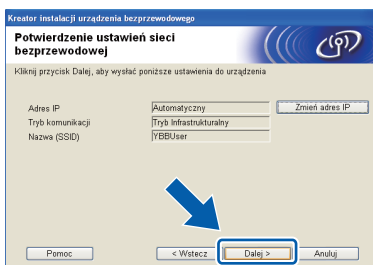 Kreator instalacji urządzenia bezprzewodowego
Potwierdzenie ustawień sieci
bezprzewodowej
Kliknij przycisk Dalej, aby wysłać poniższe ustawienia do urządzenia
Adres IP Automatyczny Zmień adres IP
Tryb komunikacji Tryb Infrastrukturalny
Nazwa (SSID) YBBUser
Pomoc < Wstecz Dalej > Anuluj